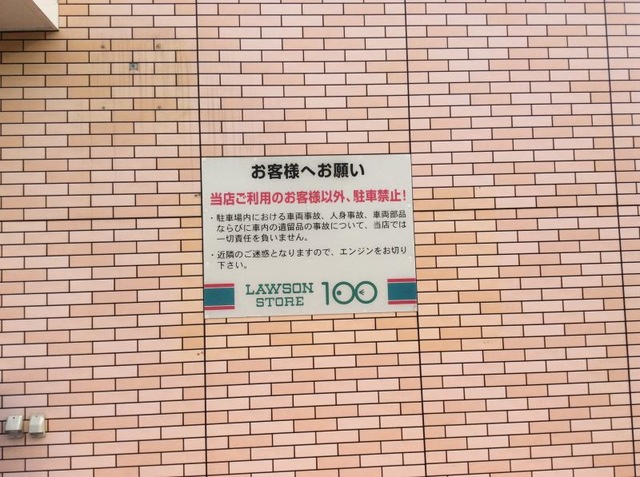 お客様へお願い
当店ご利用のお客様以外、駐車禁止!
・駐車場内における車両事故、人身事故、車両部品
ならびに車内の遺留品の事故について、当店では
一切責任を負いません。
・近隣のご迷惑となりますので、エンジンをお切り
下さい。
LAWSON
STORE 100